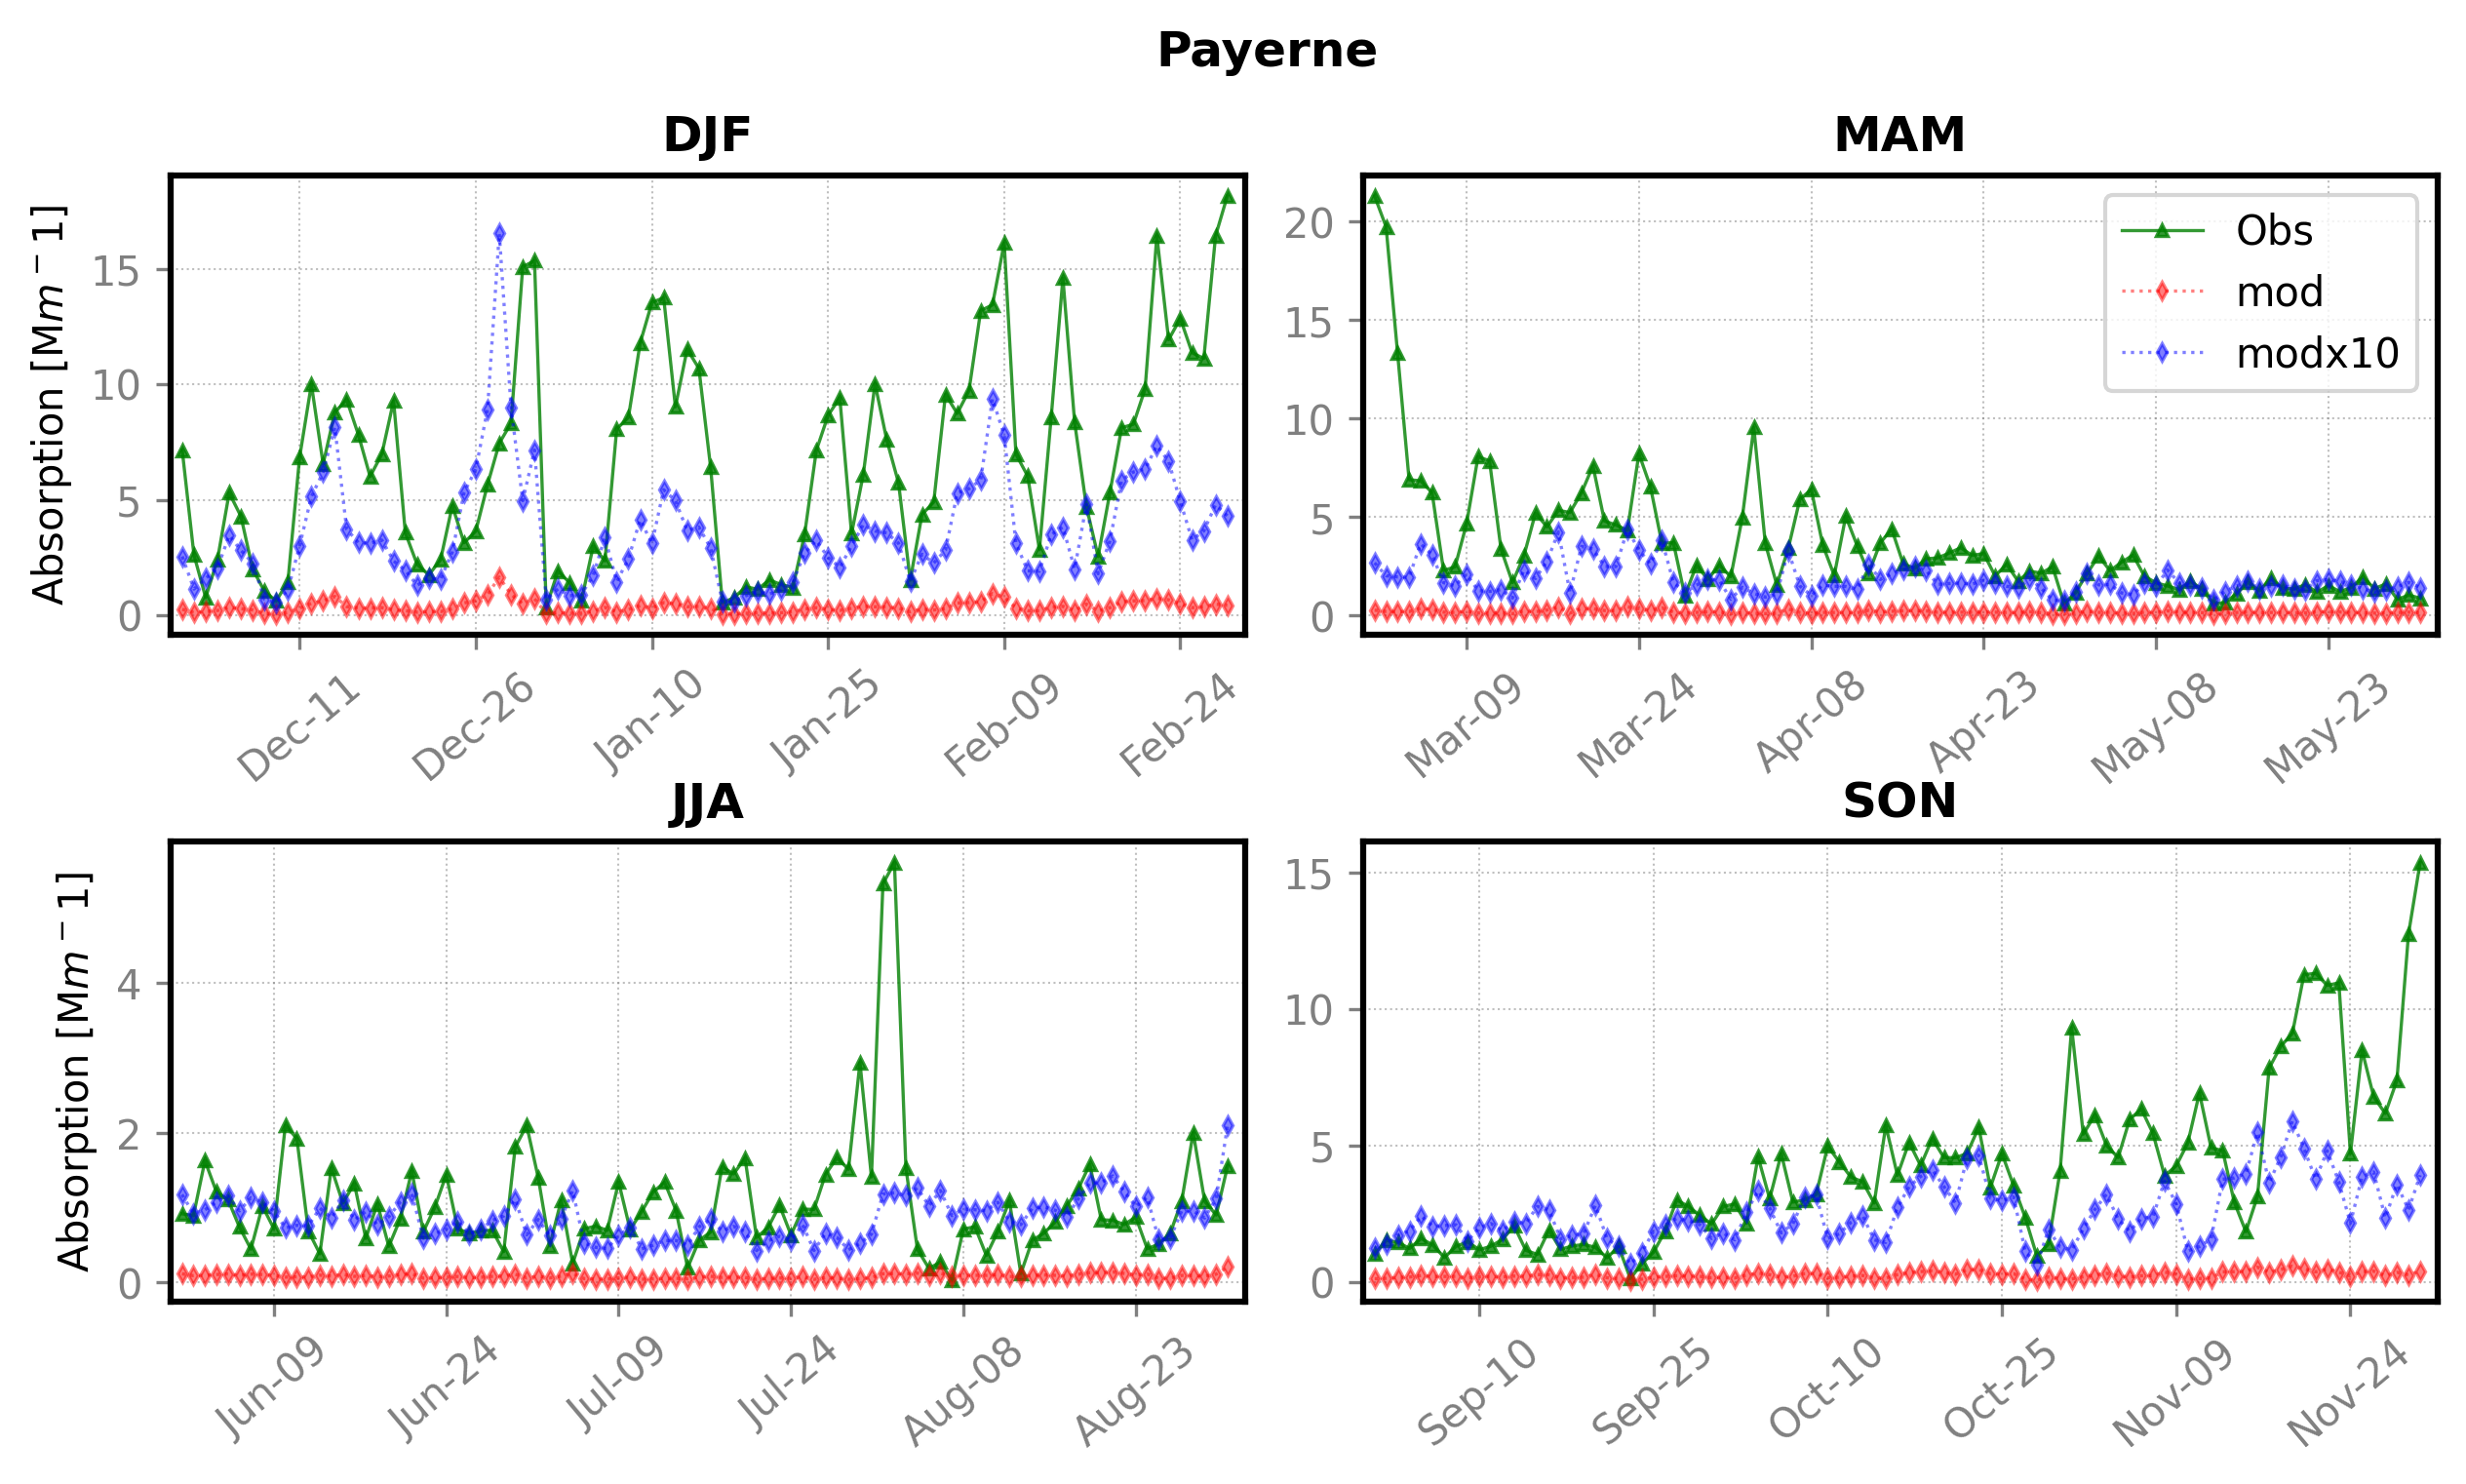 Payerne
DJF
MAM
Absorption [Mm − 1]
15
10
5
0
20
15
10
5
0
Obs
mod
modx10
Dec-11
Dec-26
Jan-10
Jan-25
Feb-09
Feb-24
Mar-09
Mar-24
Apr-08
Apr-23
May-08
May-23
JJA
SON
Absorption [Mm − 1]
4
2
0
15
10
5
0
Jun-09
Jun-24
Jul-09
Jul-24
Aug-08
Aug-23
Sep-10
Sep-25
Oct-10
Oct-25
Nov-09
Nov-24